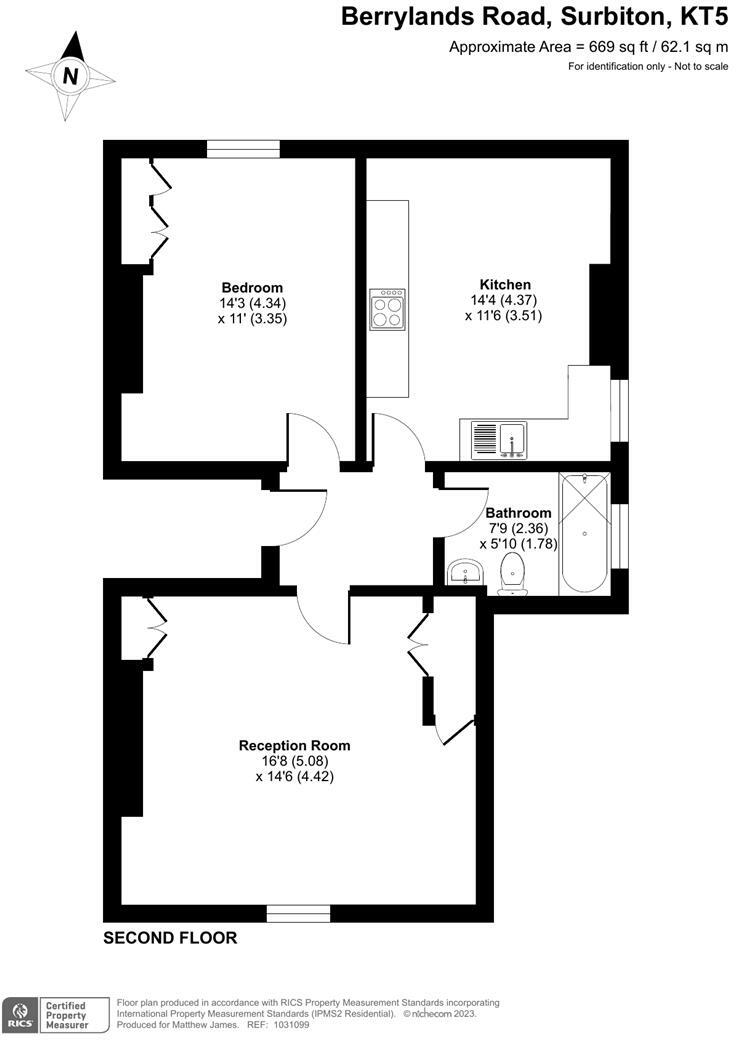 Berrylands Road, Surbiton, KT5
Approximate Area = 669 sq ft / 62.1 sq m
For identification only - Not to scale
N
Bedroom
14'3 (4.34)
x 11' (3.35)
Kitchen
14'4 (4.37)
x 11'6 (3.51)
Bathroom
7'9 (2.36)
x 5'10 (1.78)
Reception Room
16'8 (5.08)
x 14'6 (4.42)
SECOND FLOOR
RICS
Certified
Property
Measurer
Floor plan produced in accordance with RICS Property Measurement Standards incorporating
International Property Measurement Standards (IPMS2 Residential). © nichecom 2023.
Produced for Matthew James. REF: 1031099